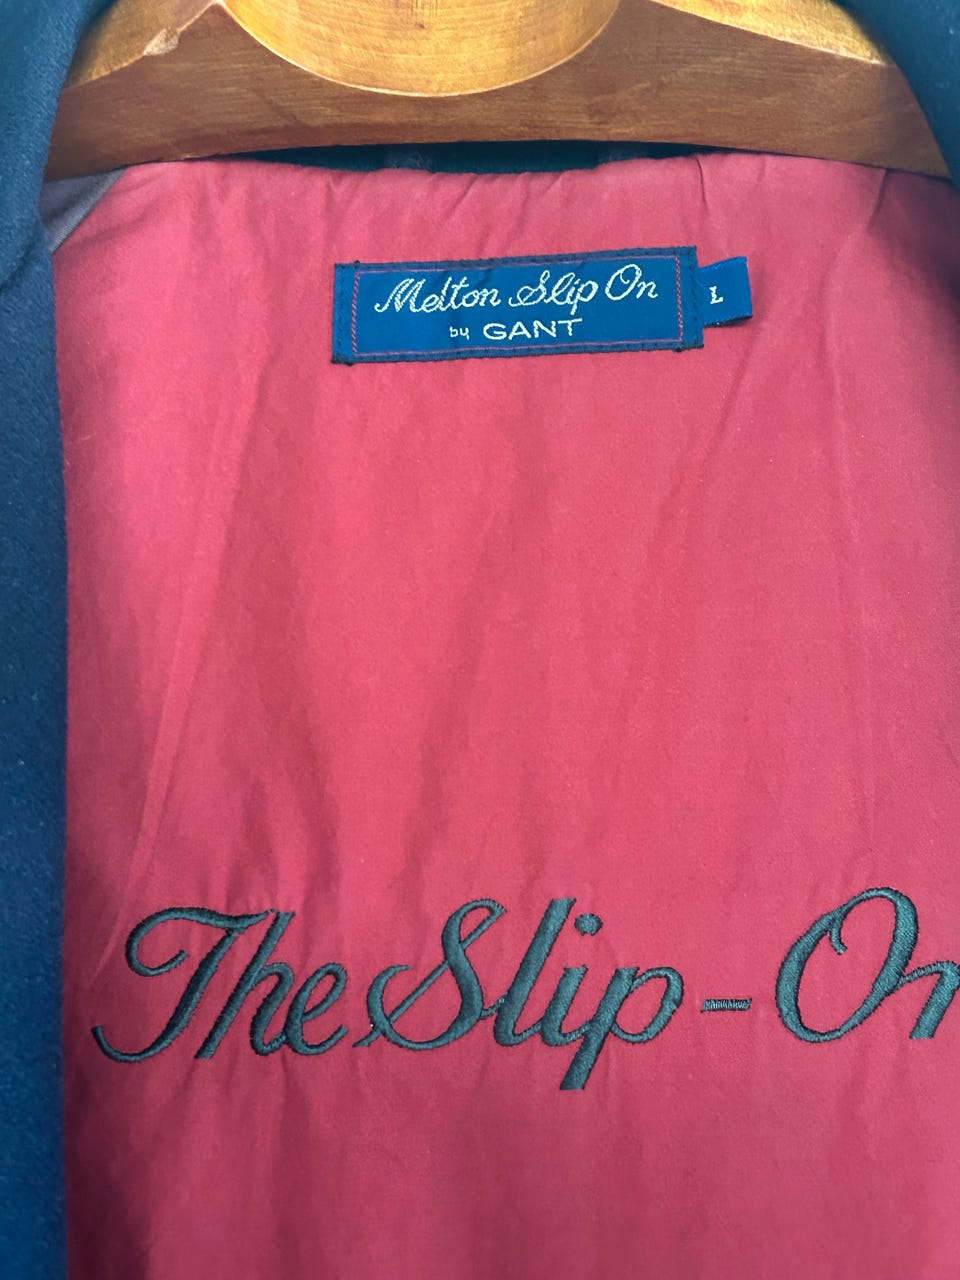 Melton Slip On
by GANT
L
The Slip-On